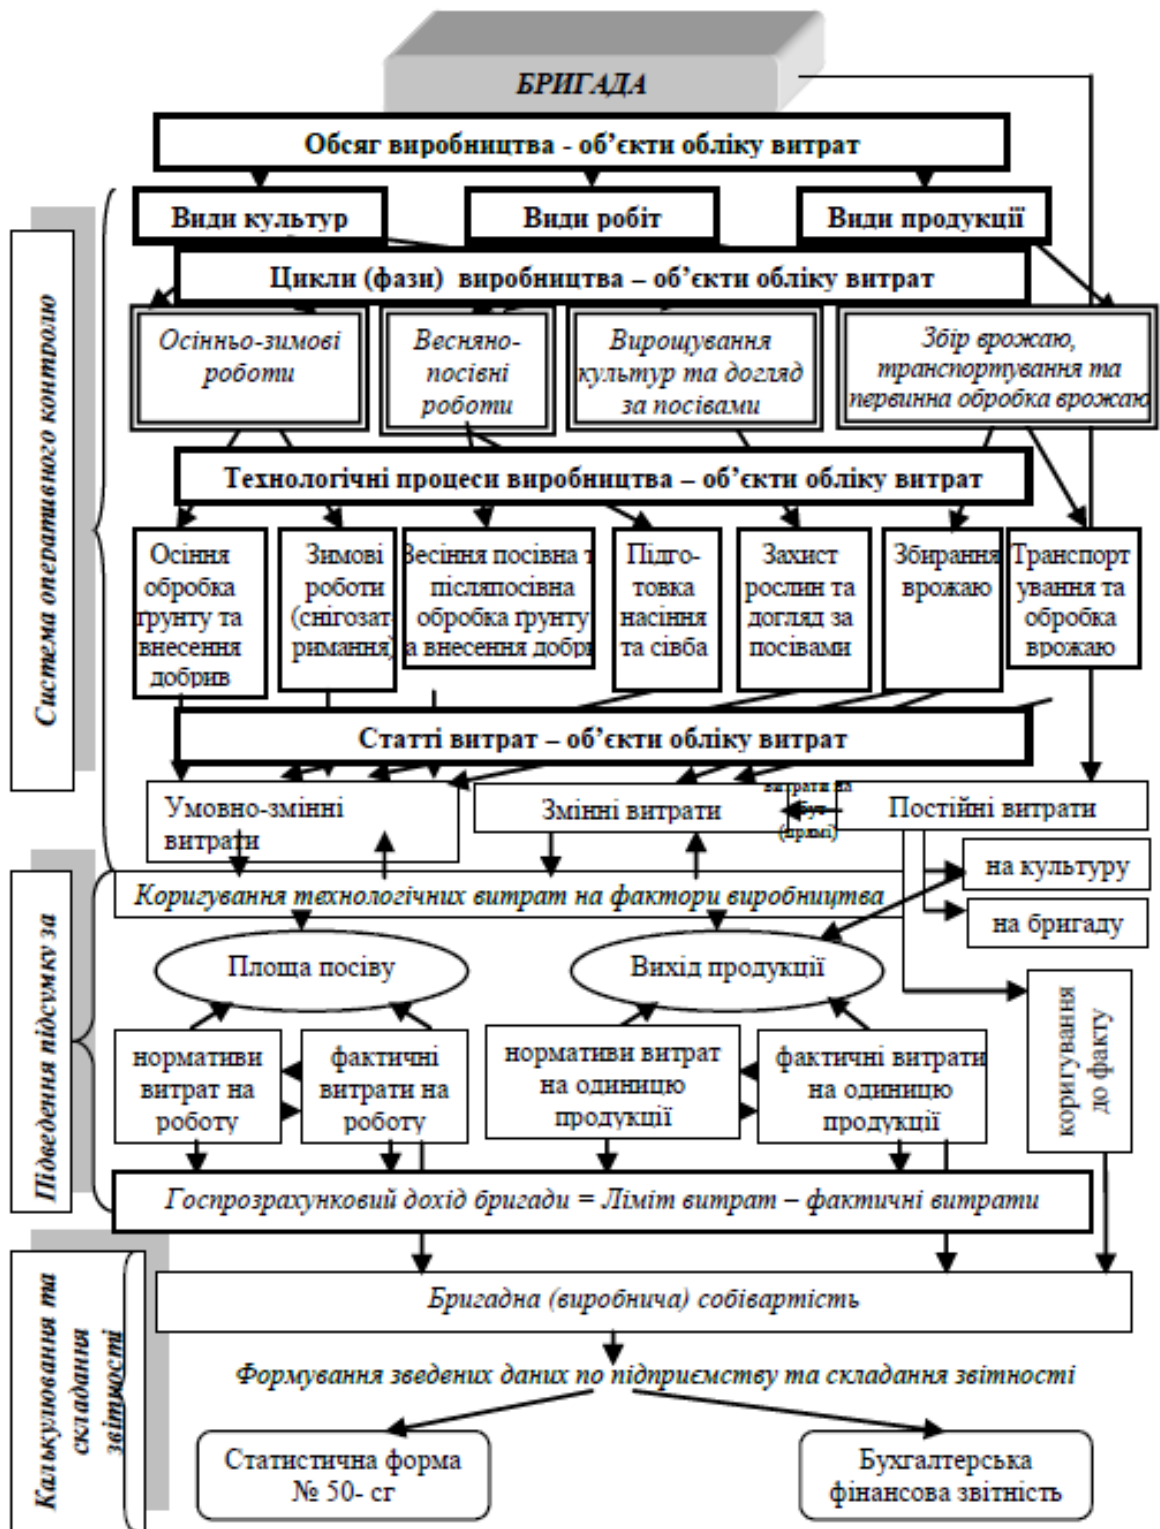 БРИГАДА
Обсяг виробництва - об’єкти обліку витрат
Види культур
Види робіт
Види продукції
Цикли (фази) виробництва – об’єкти обліку витрат
Осінньо-зимові
роботи
Весняно-
посівні
роботи
Вирощування
культур та догляд
за посівами
Збір врожаю,
транспортування та
первинна обробка врожаю
Технологічні процеси виробництва – об’єкти обліку витрат
Осіння
обробка
ґрунту та
внесення
добрив
Зимові
роботи
(снігозат-
римання)
Весіння посівна т
післяпосівна
обробка ґрунту
а внесення добри
Підго-
товка
насіння
та сівба
Захист
рослин та
догляд за
посівами
Збирання
врожаю
Транспорт
ування та
обробка
врожаю
Статті витрат – об’єкти обліку витрат
Умовно-змінні
витрати
Змінні витрати
витрати на
(прямі)
Постійні витрати
на культуру
на бригаду
Коригування технологічних витрат на фактори виробництва
Площа посіву
Вихід продукції
коригування
до факту
нормативи
витрат на
роботу
фактичні
витрати на
роботу
нормативи витрат
на одиницю
продукції
фактичні витрати
на одиницю
продукції
Госпрозрахунковий дохід бригади = Ліміт витрат – фактичні витрати
Бригадна (виробнича) собівартість
Формування зведених даних по підприємству та складання звітності
Статистична форма
№ 50- сг
Бухгалтерська
фінансова звітність
Система оперативного контролю
Підведення підсумку за
Калькулювання та
складання
звітності